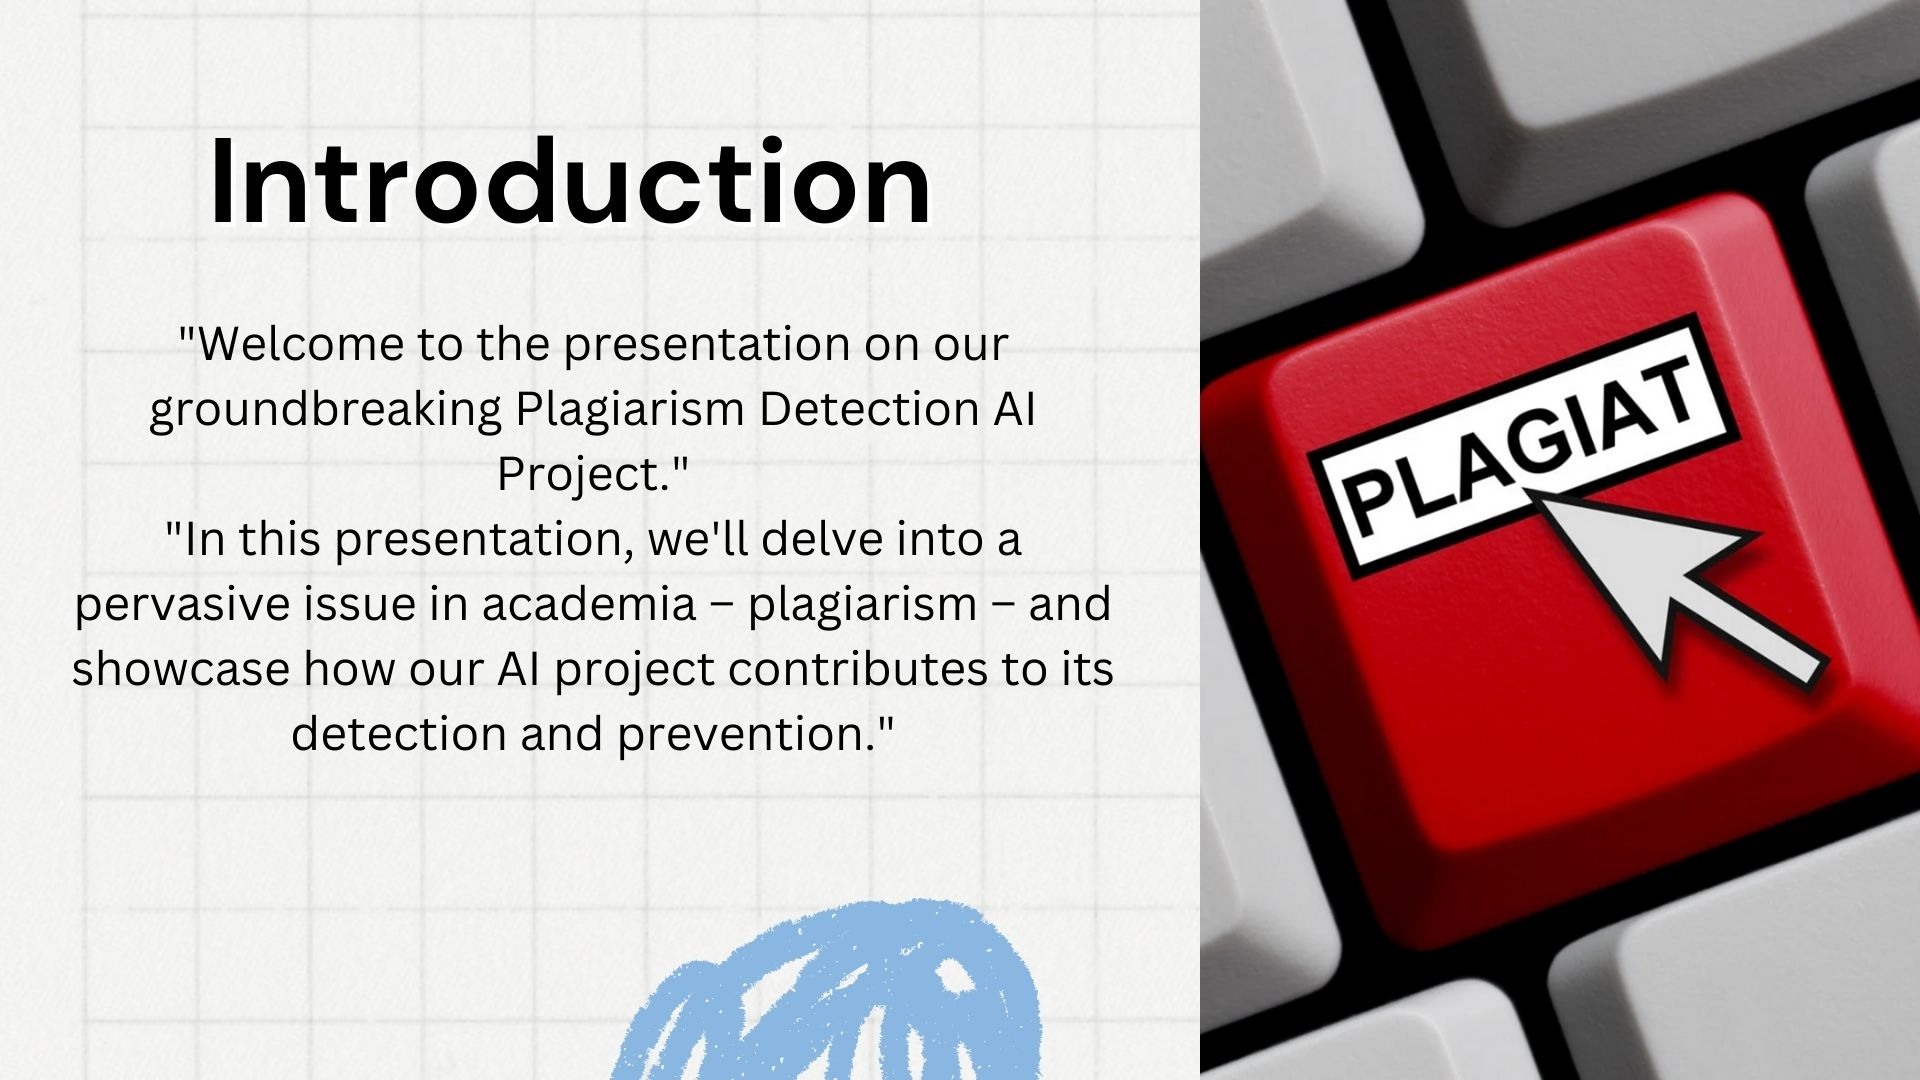 Introduction
"Welcome to the presentation on our
groundbreaking Plagiarism Detection AI
Project."
"In this presentation, we'll delve into a
pervasive issue in academia – plagiarism – and
showcase how our AI project contributes to its
detection and prevention."
PLAGIAT